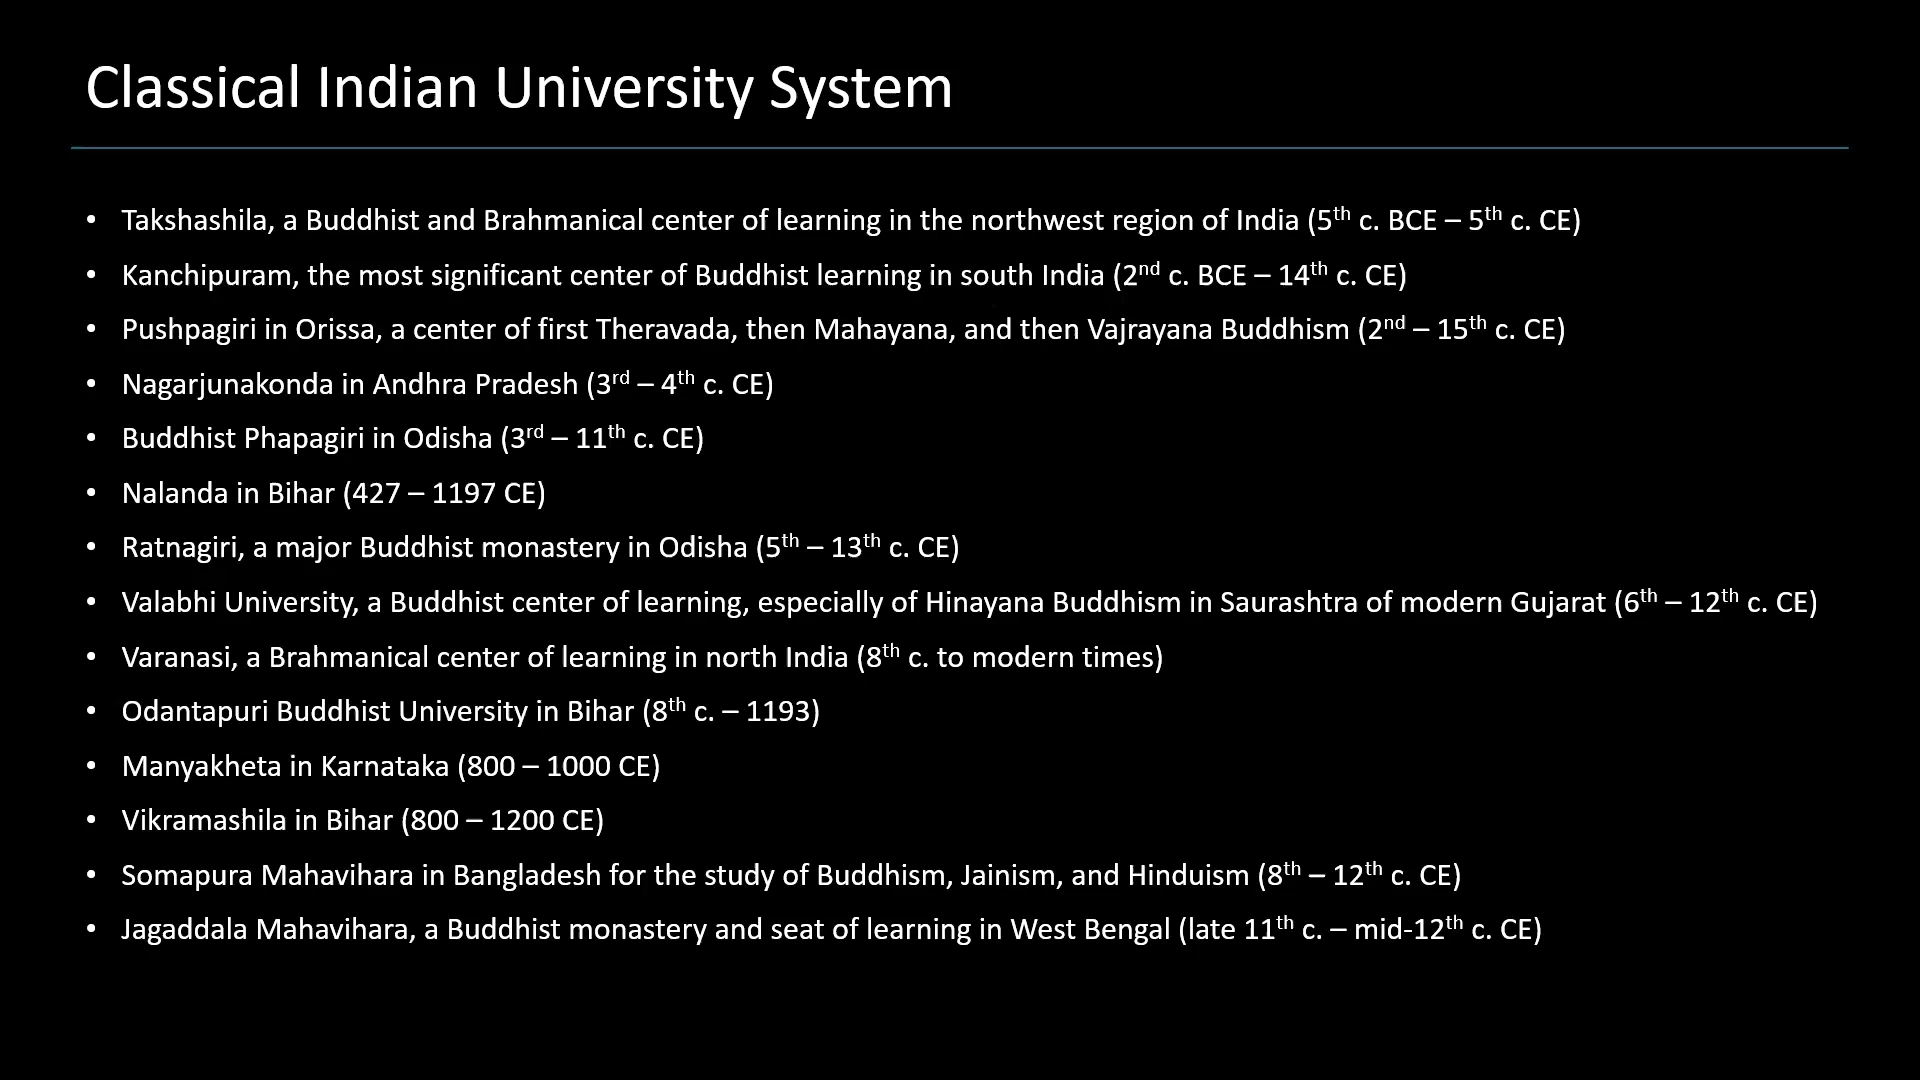 Classical Indian University System
• Takshashila, a Buddhist and Brahmanical center of learning in the northwest region of India (5th c. BCE – 5th c. CE)
• Kanchipuram, the most significant center of Buddhist learning in south India (2nd c. BCE – 14th c. CE)
• Pushpagiri in Orissa, a center of first Theravada, then Mahayana, and then Vajrayana Buddhism (2nd – 15th c. CE)
• Nagarjunakonda in Andhra Pradesh (3rd – 4th c. CE)
• Buddhist Phapagiri in Odisha (3rd – 11th c. CE)
• Nalanda in Bihar (427 – 1197 CE)
• Ratnagiri, a major Buddhist monastery in Odisha (5th – 13th c. CE)
• Valabhi University, a Buddhist center of learning, especially of Hinayana Buddhism in Saurashtra of modern Gujarat (6th – 12th c. CE)
• Varanasi, a Brahmanical center of learning in north India (8th c. to modern times)
• Odantapuri Buddhist University in Bihar (8th c. – 1193)
• Manyakheta in Karnataka (800 – 1000 CE)
• Vikramashila in Bihar (800 – 1200 CE)
• Somapura Mahavihara in Bangladesh for the study of Buddhism, Jainism, and Hinduism (8th – 12th c. CE)
• Jagaddala Mahavihara, a Buddhist monastery and seat of learning in West Bengal (late 11th c. – mid-12th c. CE)